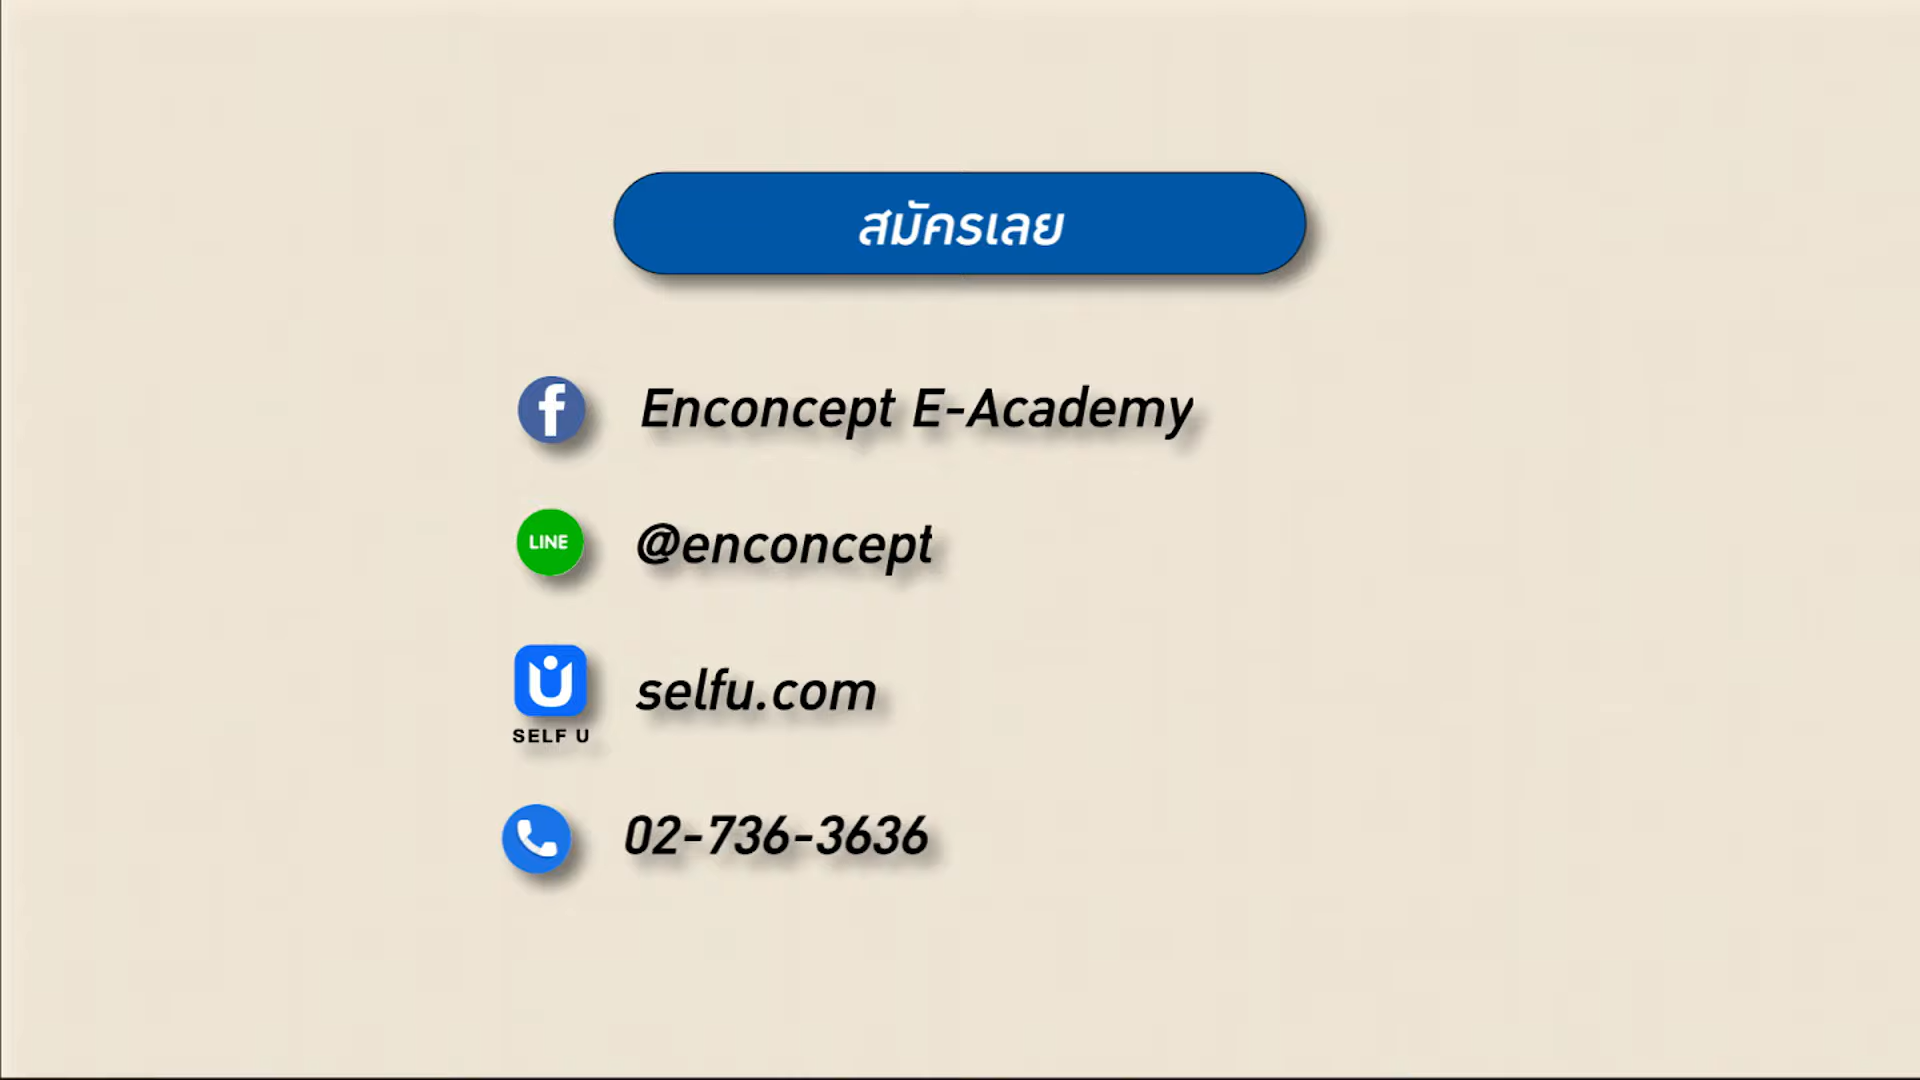 สมัครเลย
Enconcept E-Academy
LINE
@enconcept
selfu.com
SELF U
02-736-3636